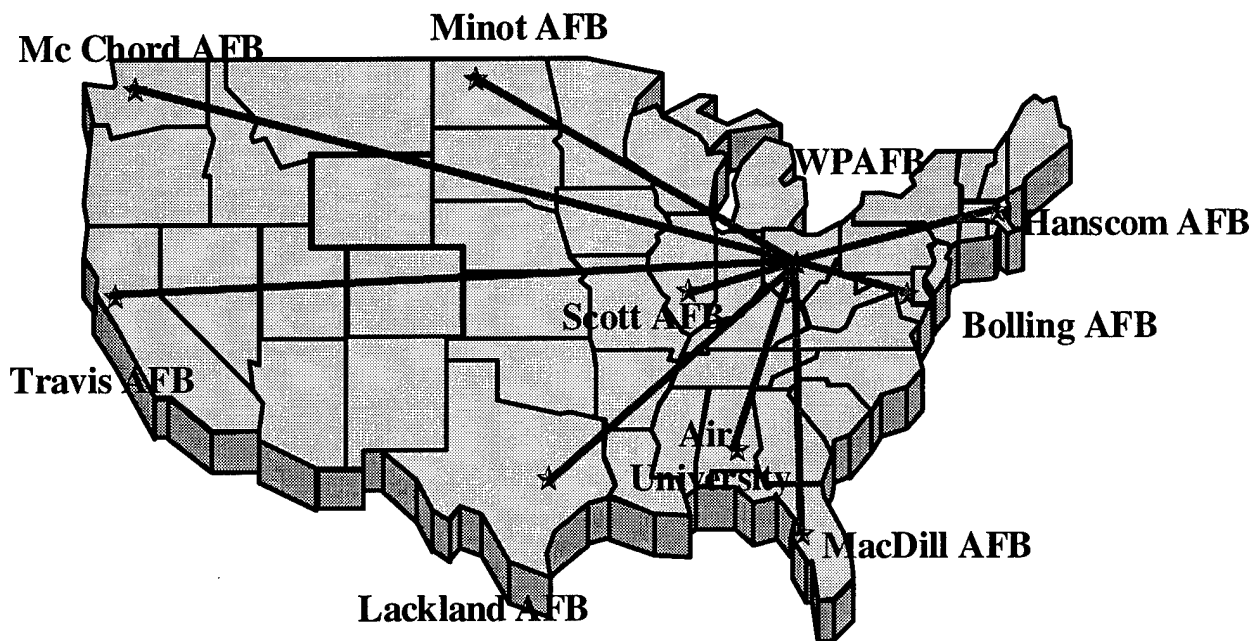 Minot AFB
Mc Chord AFB
WPAFB
Hanscom AFB
Scott AFB
Bolling AFB
Travis AFB
Air
University
MacDill AFB
Lackland AFB